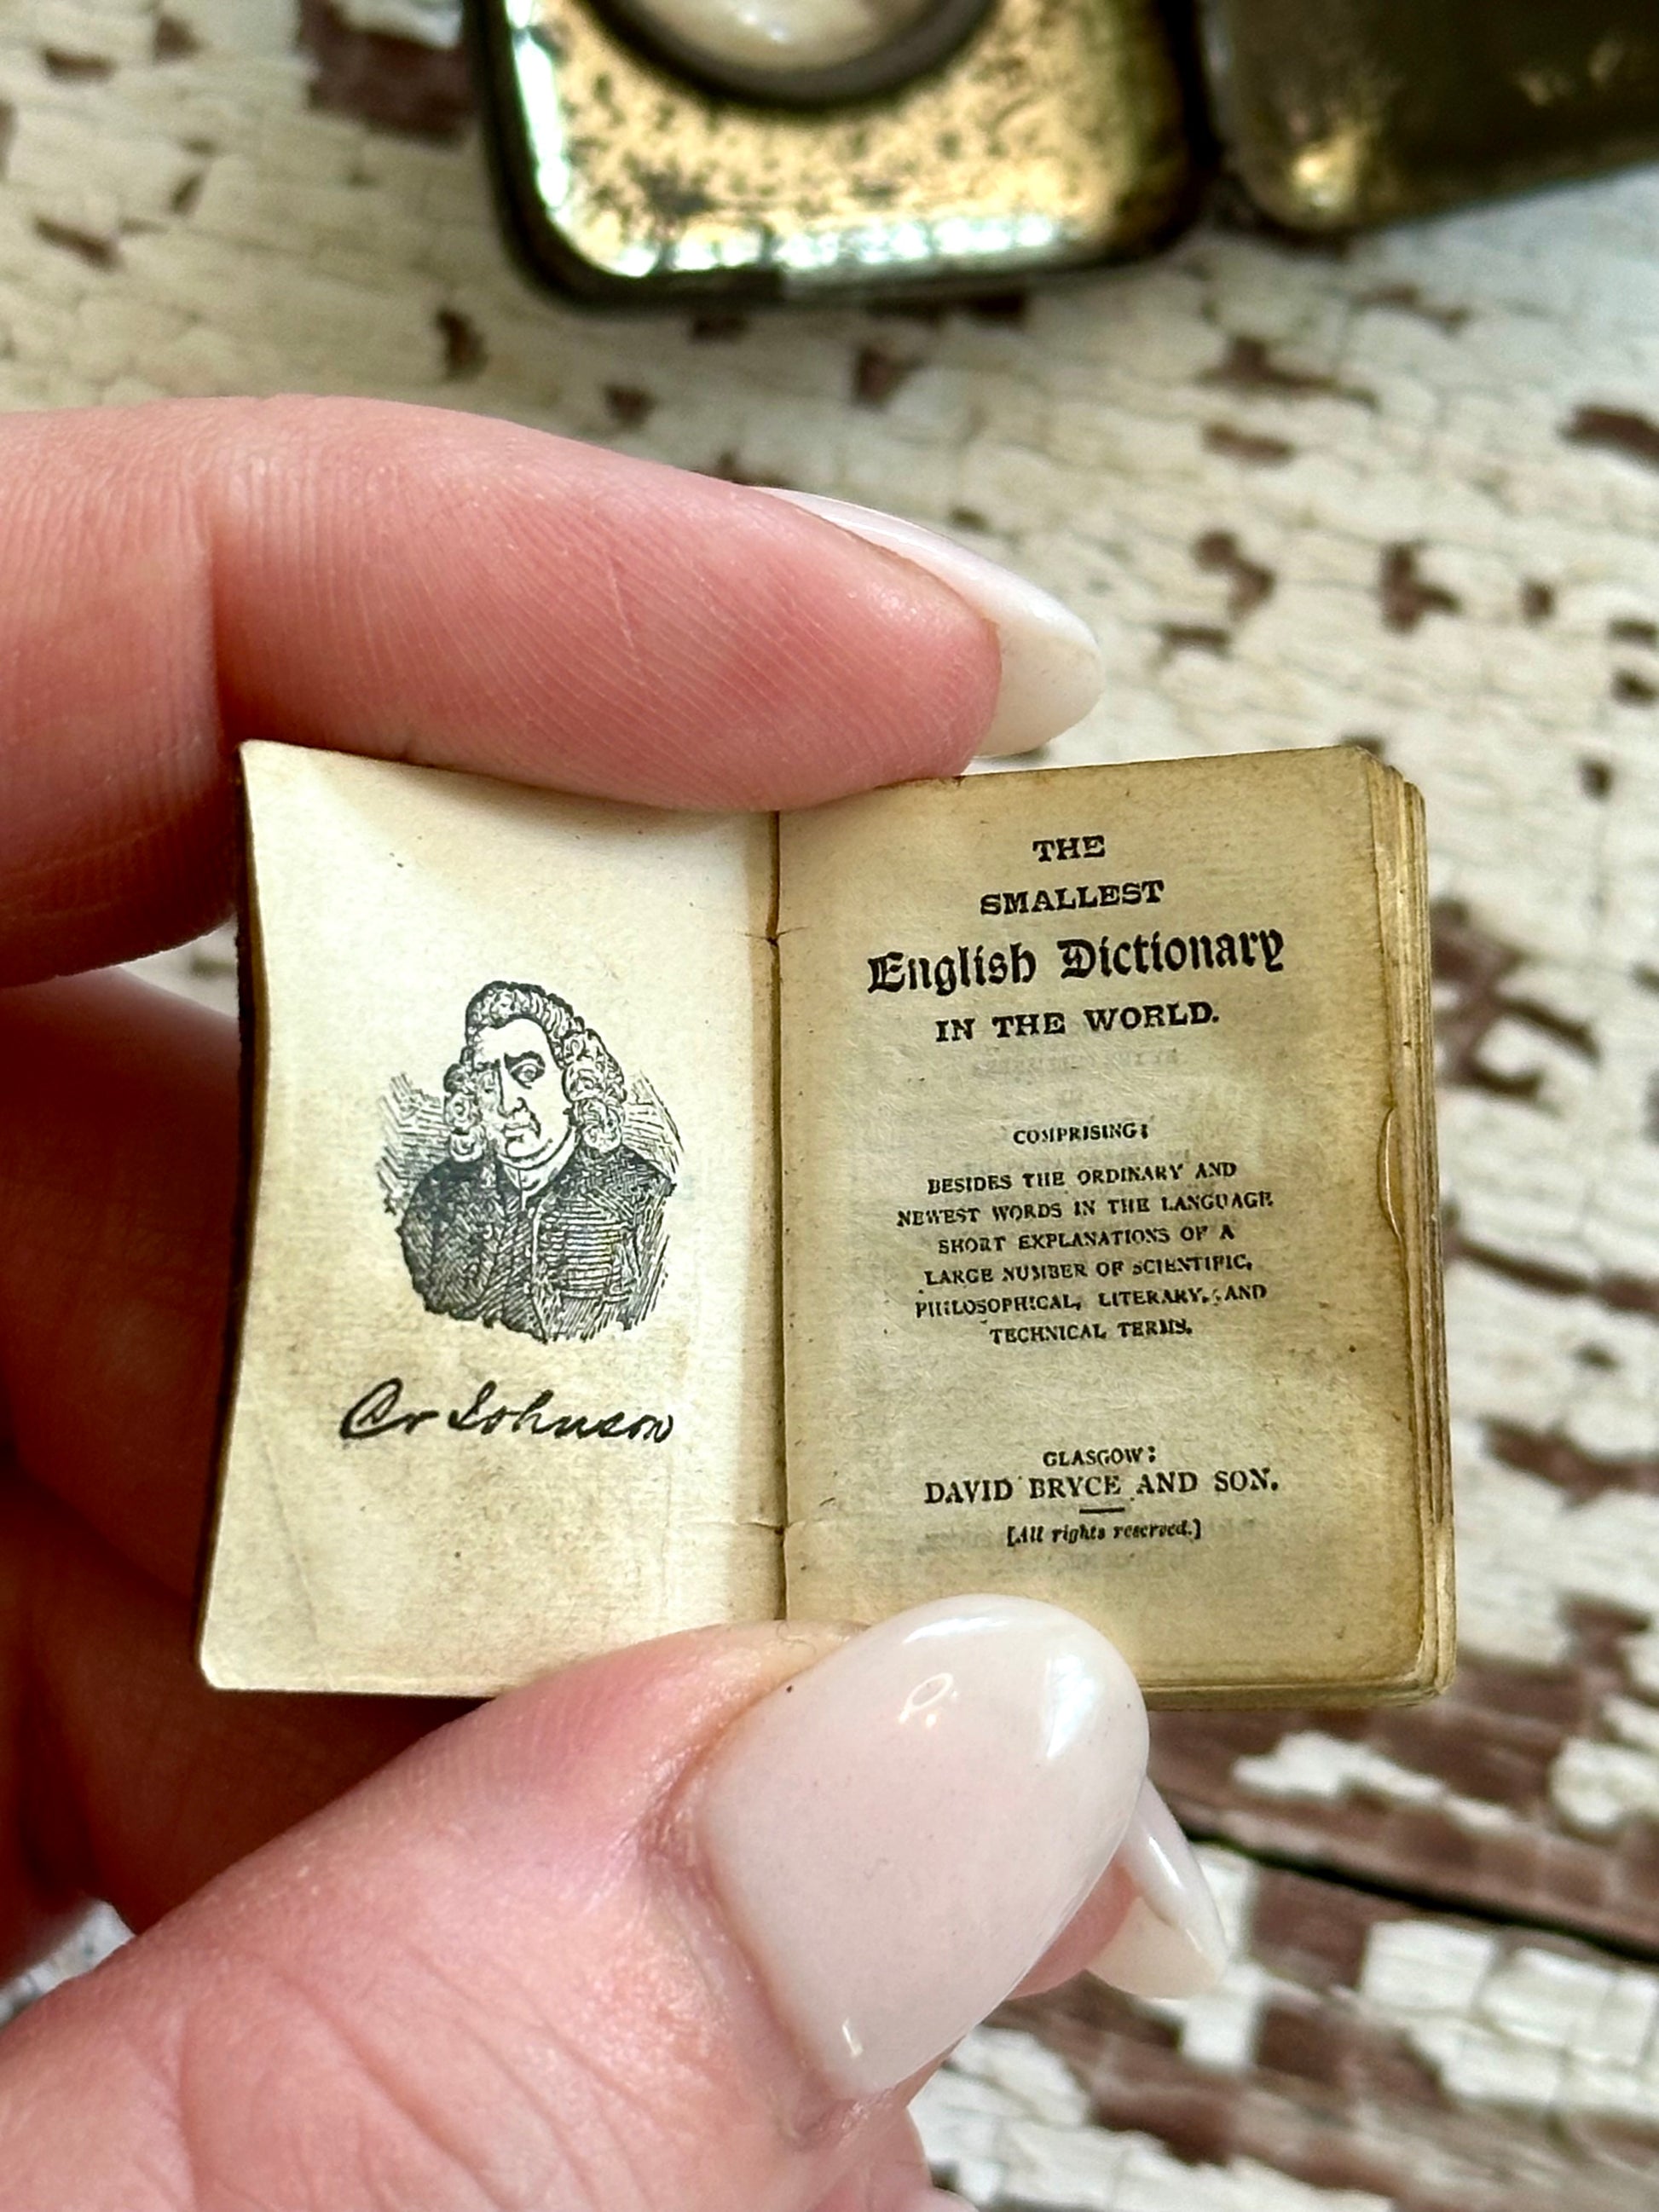 Dr Johnson
THE
SMALLEST
English Dictionary
IN THE WORLD.
COMPRISING:
BESIDES THE ORDINARY AND
NEWEST WORDS IN THE LANGUAGE
SHORT EXPLANATIONS OF A
LARGE NUMBER OF SCIENTIFIC,
PHILOSOPHICAL, LITERARY, AND
TECHNICAL TERMS.
GLASGOW:
DAVID BRYCE AND SON.
[All rights reserved.]